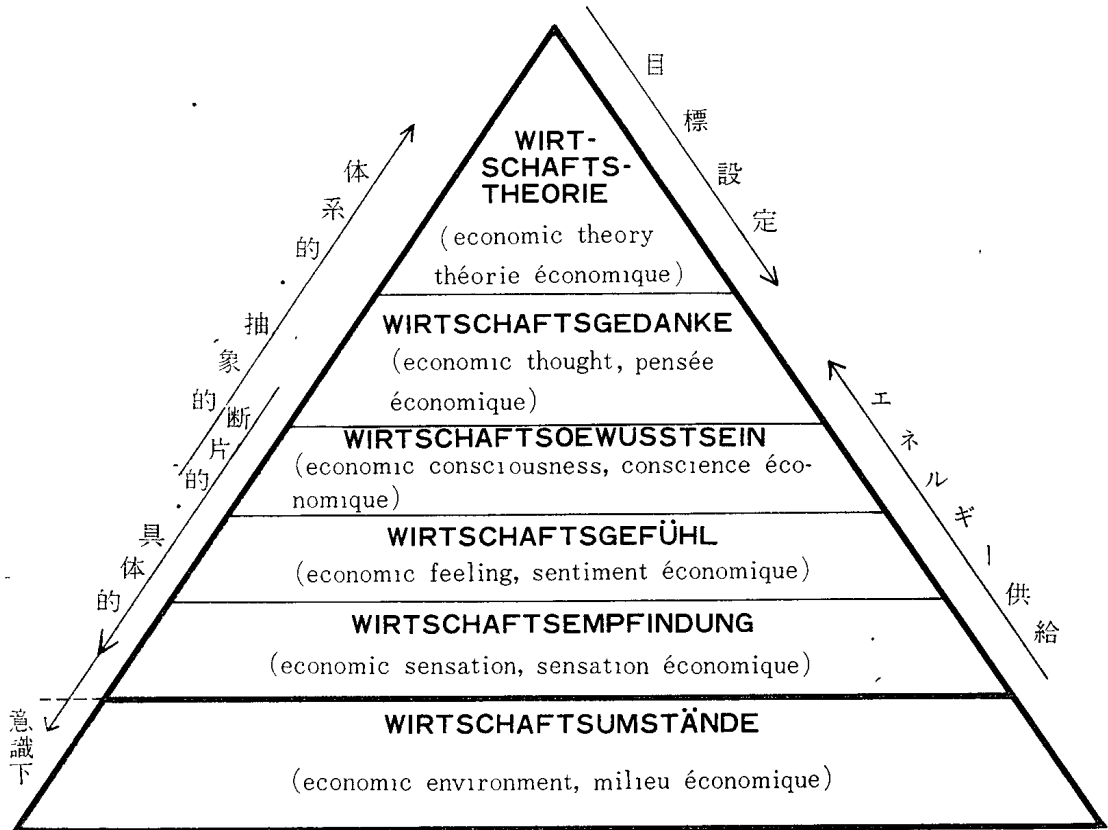 WIRT-
SCHAFTS-
THEORIE
(economic theory
théorie économique)
WIRTSCHAFTSGEDANKE
(economic thought, pensée
économique)
WIRTSCHAFTSOEWUSSTSEIN
(economic consciousness, conscience éco-
nomique)
WIRTSCHAFTSGEFÜHL
(economic feeling, sentiment économique)
WIRTSCHAFTSEMPFINDUNG
(economic sensation, sensation économique)
WIRTSCHAFTSUMSTÄNDE
(economic environment, milieu économique)
体系的
抽象的
断片的
具体的
意識下
目標設定
エネルギー供給